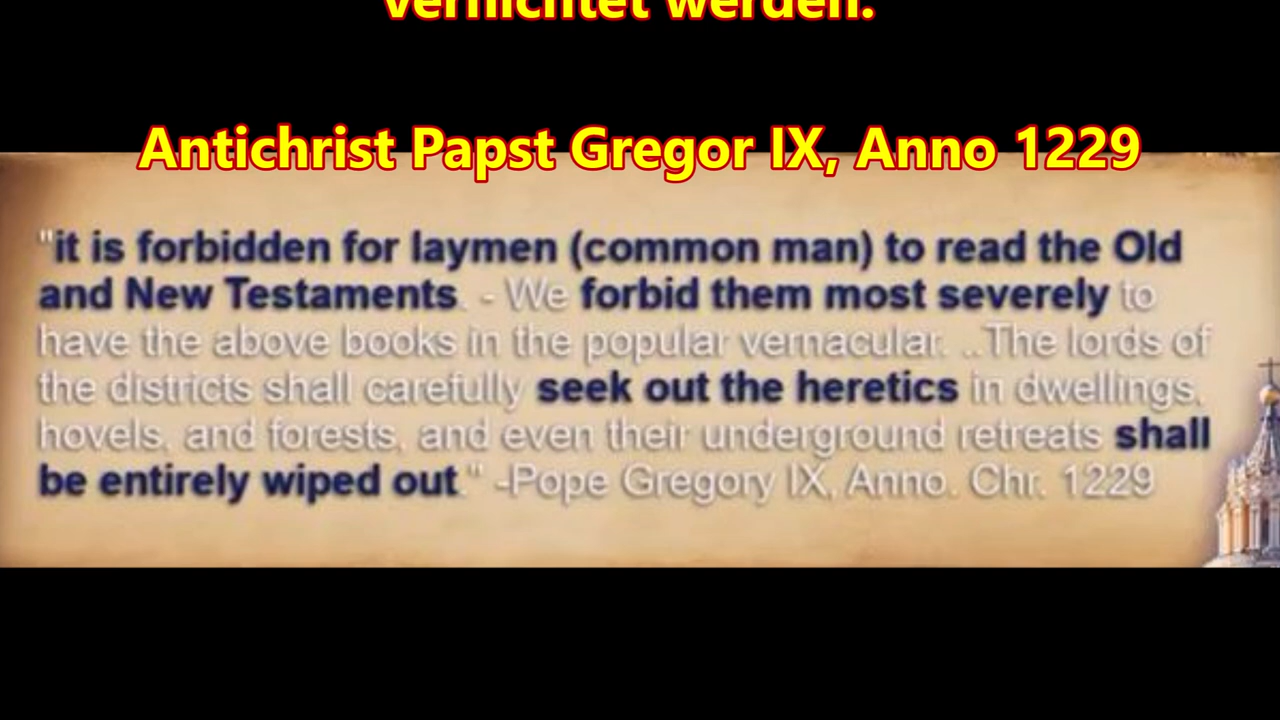 vernichtet werden.
Antichrist Papst Gregor IX, Anno 1229
"it is forbidden for laymen (common man) to read the Old
and New Testaments. - We forbid them most severely to
have the above books in the popular vernacular. ..The lords of
the districts shall carefully seek out the heretics in dwellings,
hovels, and forests, and even their underground retreats shall
be entirely wiped out." -Pope Gregory IX, Anno. Chr. 1229